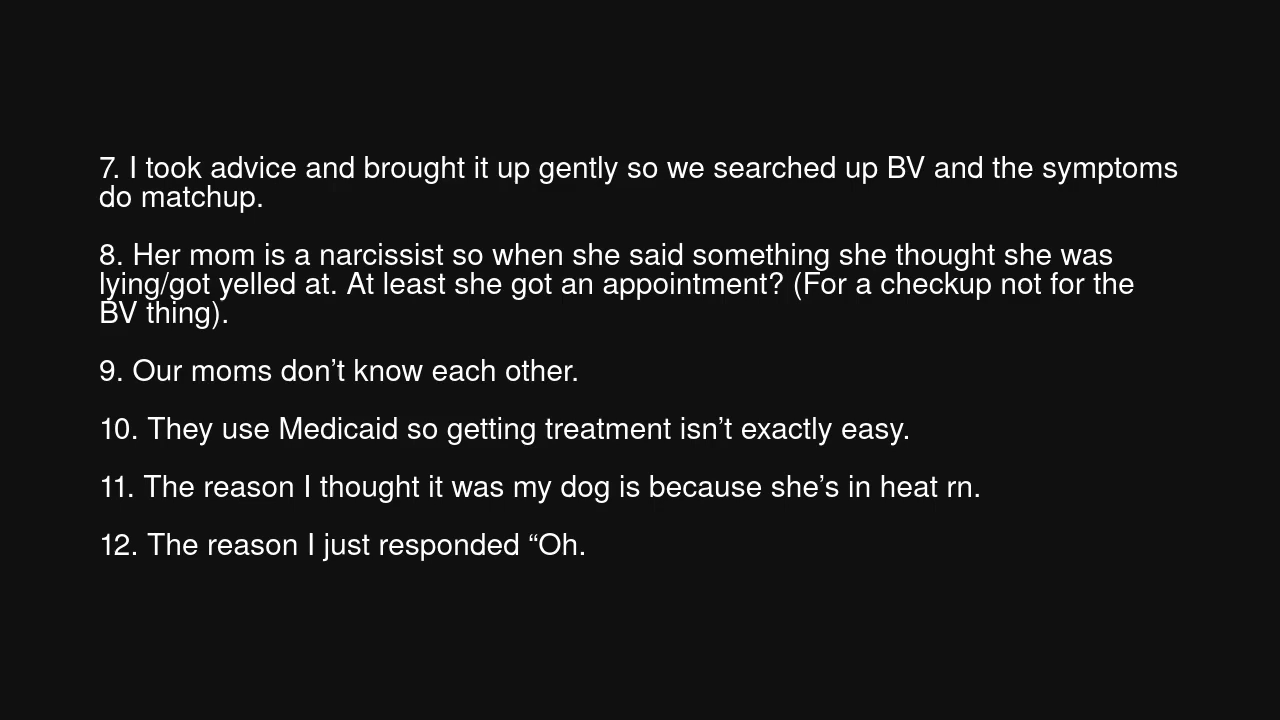 7. I took advice and brought it up gently so we searched up BV and the symptoms
do matchup.
8. Her mom is a narcissist so when she said something she thought she was
lying/got yelled at. At least she got an appointment? (For a checkup not for the
BV thing).
9. Our moms don’t know each other.
10. They use Medicaid so getting treatment isn’t exactly easy.
11. The reason I thought it was my dog is because she’s in heat rn.
12. The reason I just responded “Oh.